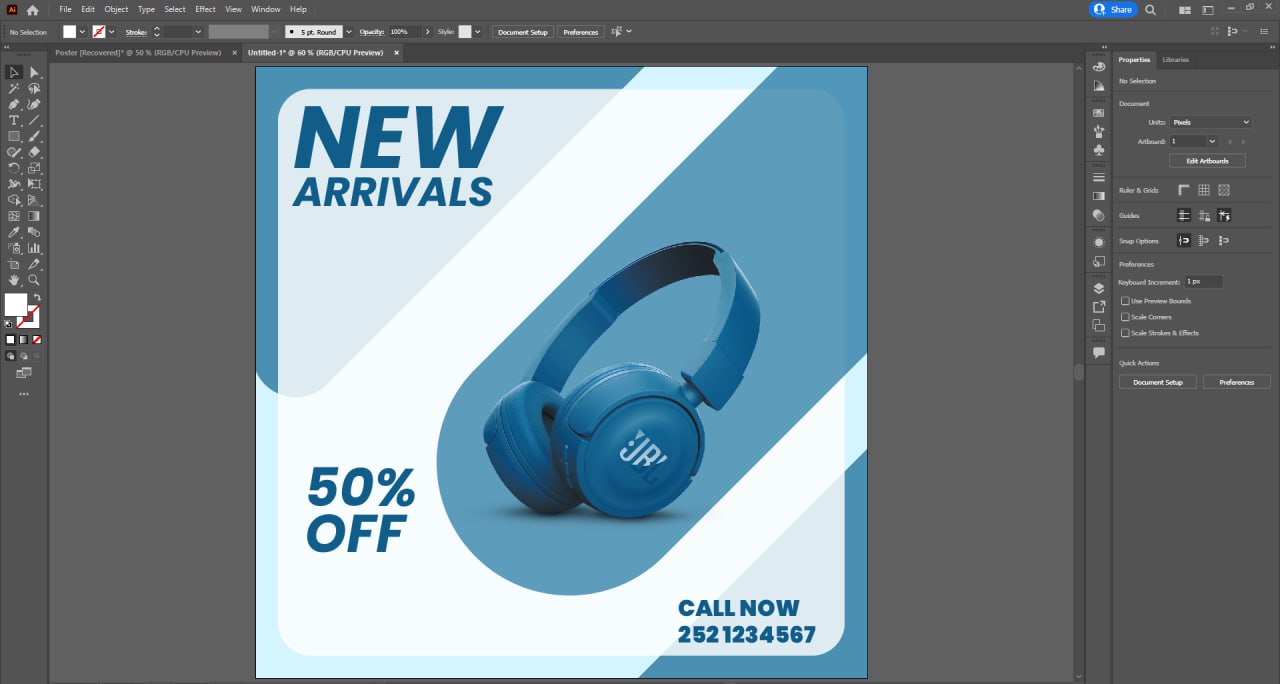 Ai File Edit Object Type Select Effect View Window Help Share
No Selection Stroke: 5 pt. Round Opacity: 100% Style: Document Setup Preferences
Poster [Recovered]* @ 50 % (RGB/CPU Preview) × Untitled-1* @ 60 % (RGB/CPU Preview) ×
NEW
ARRIVALS
JBL
50%
OFF
CALL NOW
252 1234567
Properties Libraries
No Selection
Document
Units: Pixels
Artboard: 1
Edit Artboards
Ruler & Grids
Guides
Snap Options
Preferences
Keyboard Increment: 1 px
Use Preview Bounds
Scale Corners
Scale Strokes & Effects
Quick Actions
Document Setup Preferences